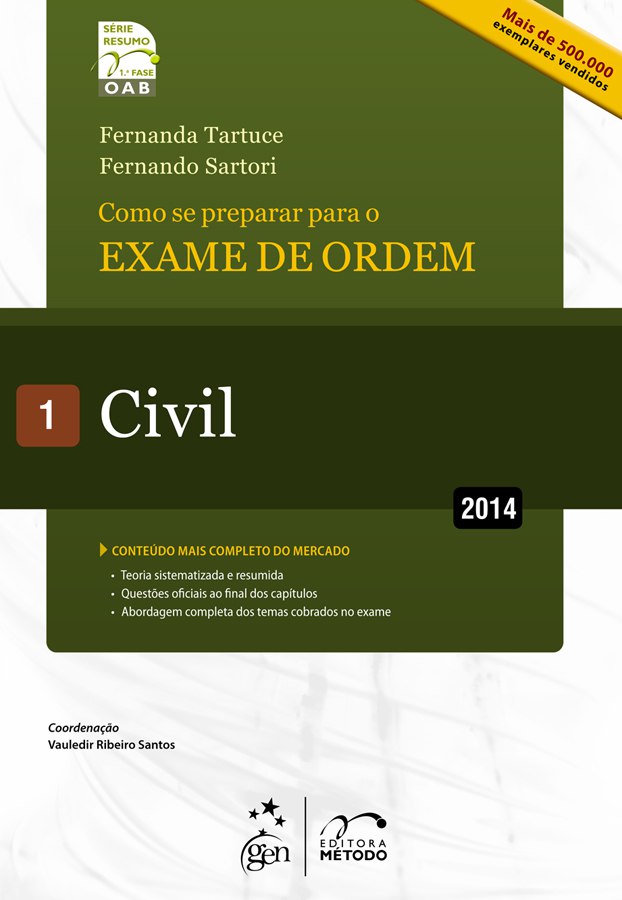 SÉRIE
RESUMO
1.ª FASE
OAB
Mais de 500.000
exemplares vendidos
Fernanda Tartuce
Fernando Sartori
Como se preparar para o
EXAME DE ORDEM
1
Civil
2014
CONTEÚDO MAIS COMPLETO DO MERCADO
• Teoria sistematizada e resumida
• Questões oficiais ao final dos capítulos
• Abordagem completa dos temas cobrados no exame
Coordenação
Vauledir Ribeiro Santos
gen
EDITORA
MÉTODO